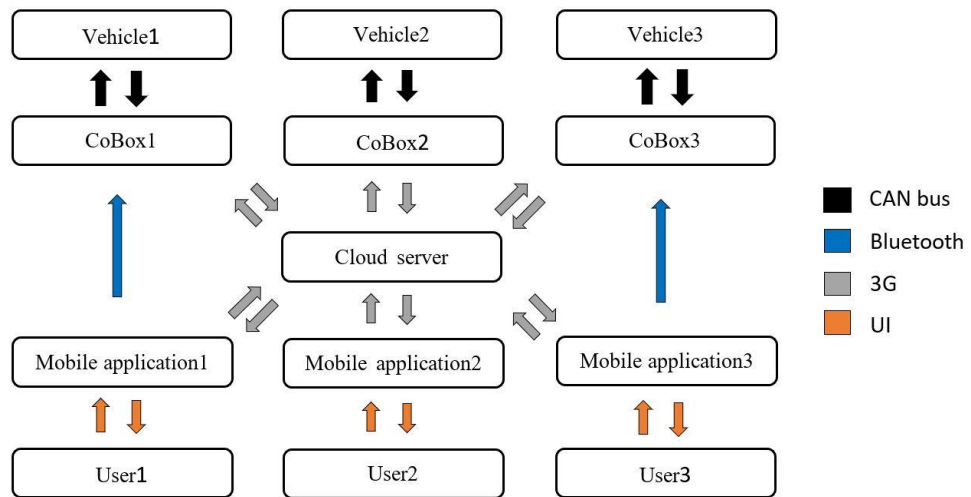 Vehicle1
Vehicle2
Vehicle3
CoBox1
CoBox2
CoBox3
Cloud server
Mobile application1
Mobile application2
Mobile application3
User1
User2
User3
CAN bus
Bluetooth
3G
UI